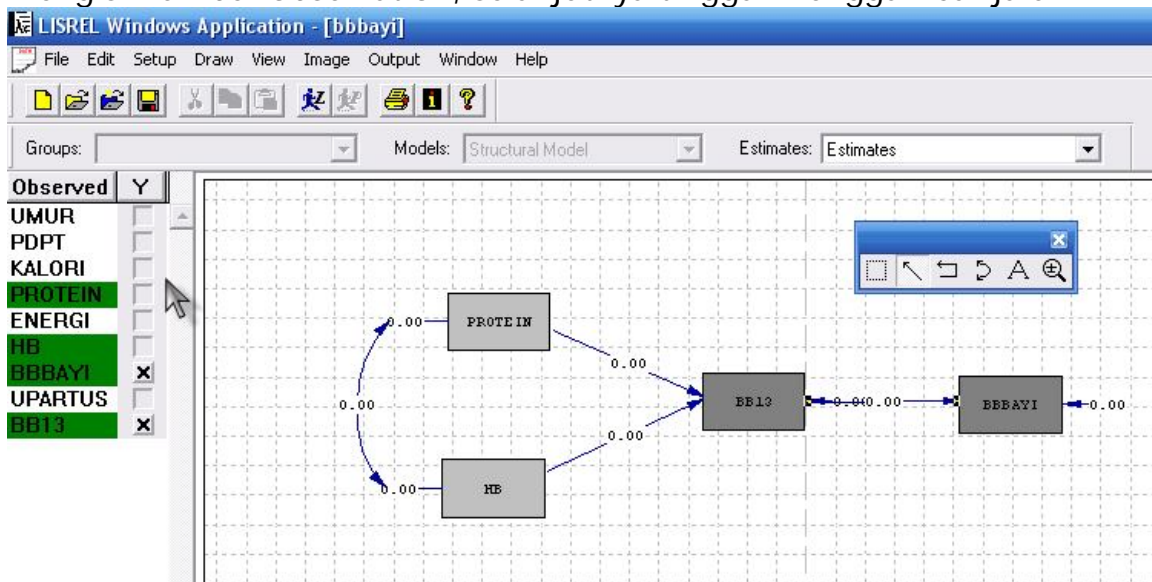 LISREL Windows Application - [bbbayi]
File Edit Setup Draw View Image Output Window Help
Groups: Models: Structural Model Estimates: Estimates
Observed Y
UMUR
PDPT
KALORI
PROTEIN
ENERGI
HB
BBBAYI
UPARTUS
BB13
A
0.00 PROTEIN
0.00
0.00 BB13 0.00 0.00 BBBAYI 0.00
0.00
0.00 HB